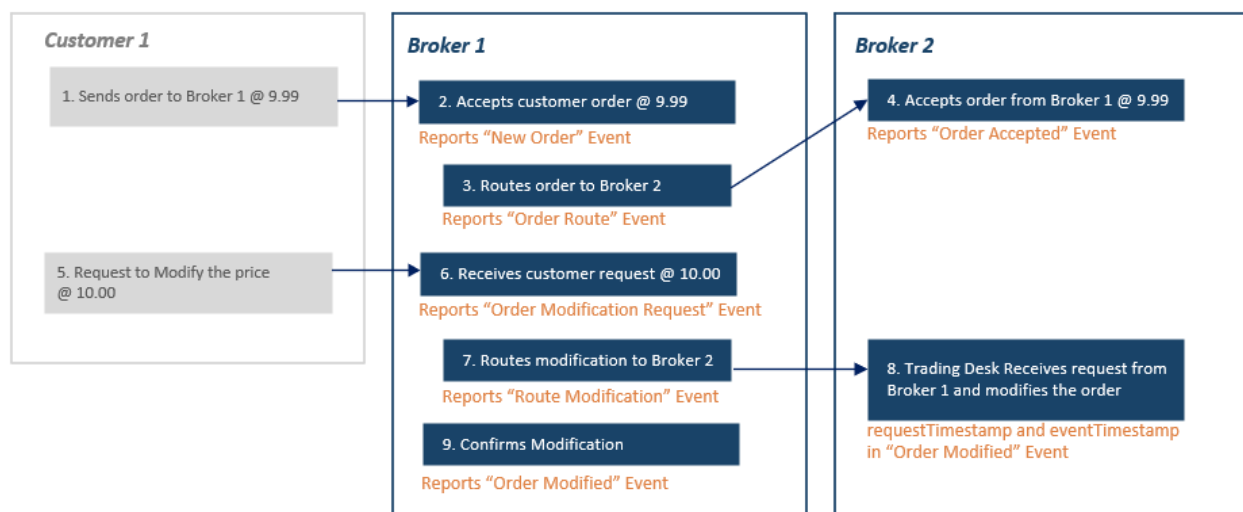 Customer 1
1. Sends order to Broker 1 @ 9.99
5. Request to Modify the price
@ 10.00
Broker 1
2. Accepts customer order @ 9.99
Reports “New Order” Event
3. Routes order to Broker 2
Reports “Order Route” Event
6. Receives customer request @ 10.00
Reports “Order Modification Request” Event
7. Routes modification to Broker 2
Reports “Route Modification” Event
9. Confirms Modification
Reports “Order Modified” Event
Broker 2
4. Accepts order from Broker 1 @ 9.99
Reports “Order Accepted” Event
8. Trading Desk Receives request from
Broker 1 and modifies the order
requestTimestamp and eventTimestamp
in “Order Modified” Event